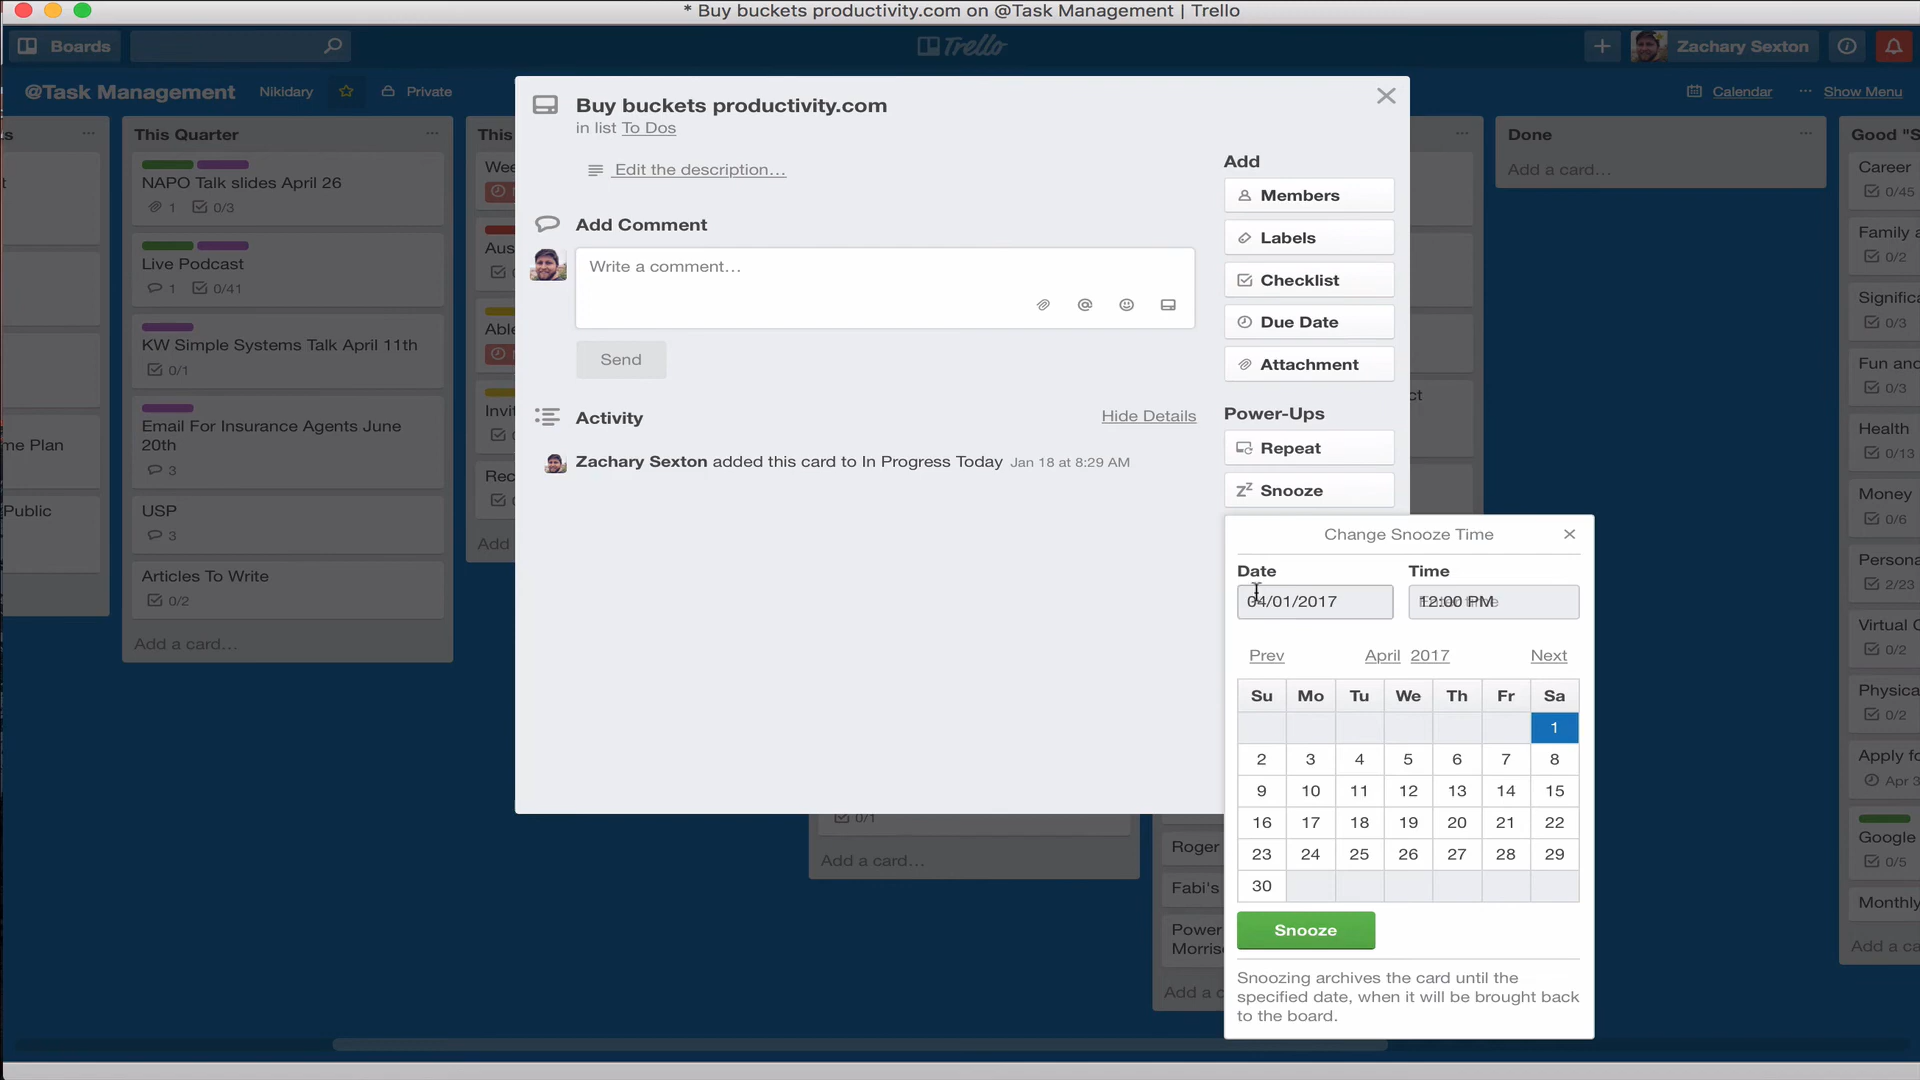 * Buy buckets productivity.com on @Task Management | Trello
Boards
Trello
Zachary Sexton
@Task Management
Nikidary
Private
Calendar
Show Menu
s
t
me Plan
Public
This Quarter
NAPO Talk slides April 26
1 0/3
Live Podcast
1 0/41
KW Simple Systems Talk April 11th
0/1
Email For Insurance Agents June
20th
3
USP
3
Articles To Write
0/2
Add a card…
This
Wee
Aus
Able
Invit
Rec
Add
Buy buckets productivity.com
in list To Dos
Edit the description…
Add Comment
Write a comment…
Send
Activity
Hide Details
Zachary Sexton added this card to In Progress Today Jan 18 at 8:29 AM
Add
Members
Labels
Checklist
Due Date
Attachment
Power-Ups
Repeat
Snooze
Change Snooze Time
Date Time
04/01/2017 12:00 PM
Prev April 2017 Next
Su Mo Tu We Th Fr Sa
1
2 3 4 5 6 7 8
9 10 11 12 13 14 15
16 17 18 19 20 21 22
23 24 25 26 27 28 29
30
Snooze
Snoozing archives the card until the
specified date, when it will be brought back
to the board.
0/1
Add a card…
ct
Roger
Fabi's
Power
Morris
Add a c
Done
Add a card…
Good "S
Career
0/45
Family a
0/2
Significa
0/3
Fun and
0/3
Health
0/13
Money
0/6
Persona
2/23
Virtual C
0/2
Physica
0/2
Apply fo
Apr 3
Google
0/5
Monthly
Add a ca